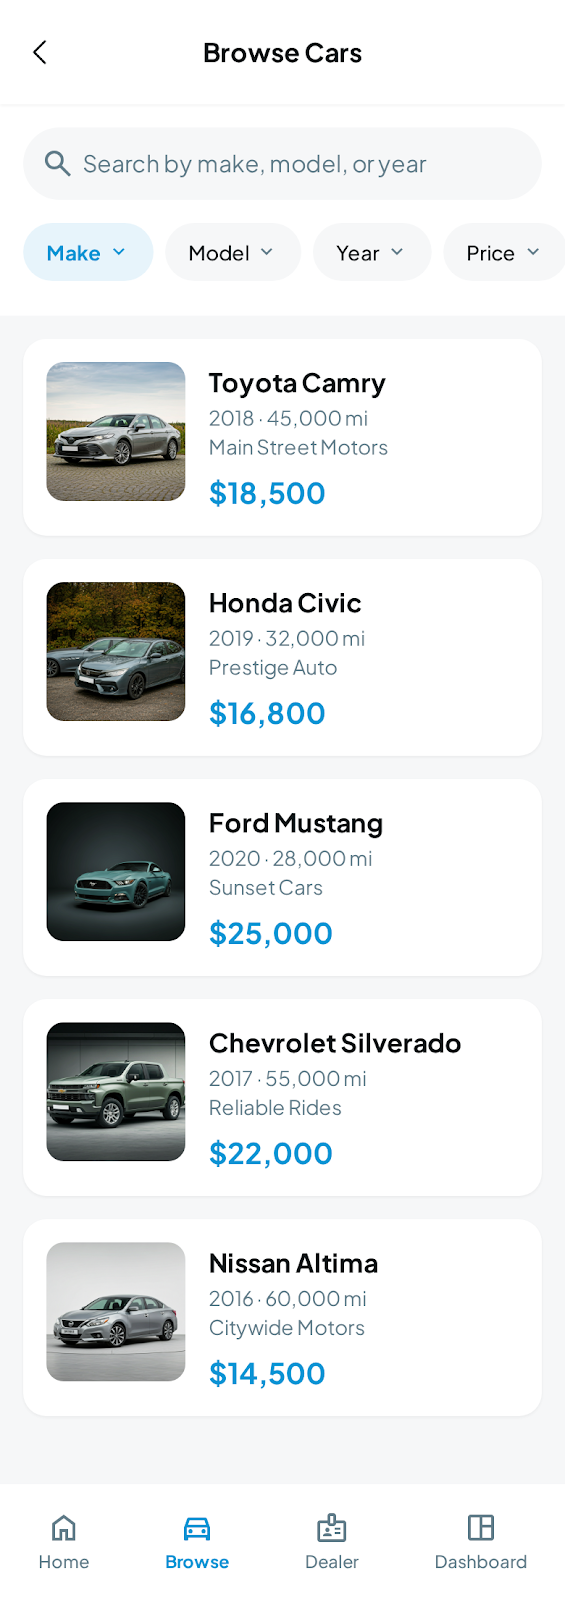 Browse Cars
Search by make, model, or year
Make
Model
Year
Price
Toyota Camry
2018 · 45,000 mi
Main Street Motors
$18,500
Honda Civic
2019 · 32,000 mi
Prestige Auto
$16,800
Ford Mustang
2020 · 28,000 mi
Sunset Cars
$25,000
Chevrolet Silverado
2017 · 55,000 mi
Reliable Rides
$22,000
Nissan Altima
2016 · 60,000 mi
Citywide Motors
$14,500
Home
Browse
Dealer
Dashboard